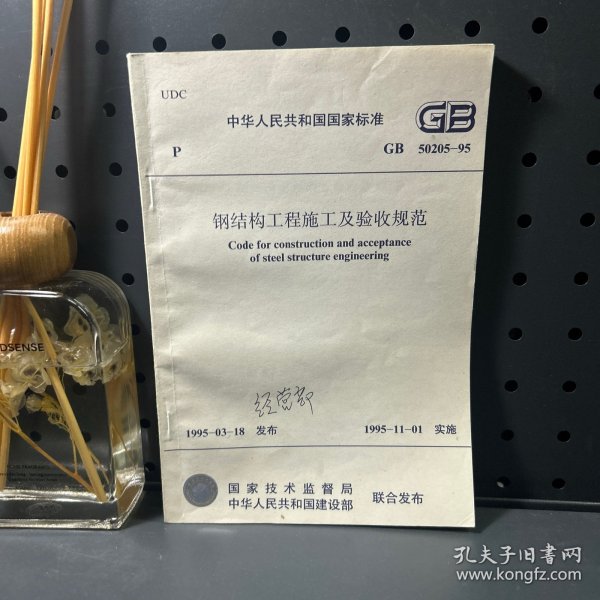 UDC
中华人民共和国国家标准
GB
P
GB 50205-95
钢结构工程施工及验收规范
Code for construction and acceptance
of steel structure engineering
经营部
1995-03-18 发布
1995-11-01 实施
国家技术监督局
中华人民共和国建设部
联合发布
DSENSE
孔夫子旧书网
www.kongfz.com